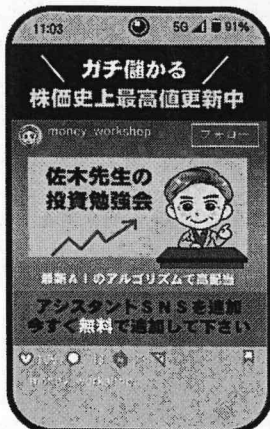 11:03 5G 91%
ガチ儲かる
株価史上最高値更新中
money_workshop フォロー
佐木先生の
投資勉強会
最新AIのアルゴリズムで高配当
アシスタントSNSを追加
今すぐ無料で追加して下さい
money_workshop